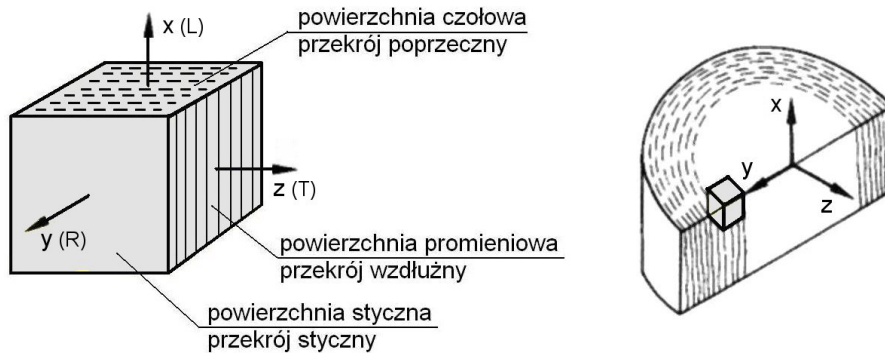 x (L)
powierzchnia czołowa
przekrój poprzeczny
z (T)
y (R)
powierzchnia promieniowa
przekrój wzdłużny
powierzchnia styczna
przekrój styczny
x
y
z